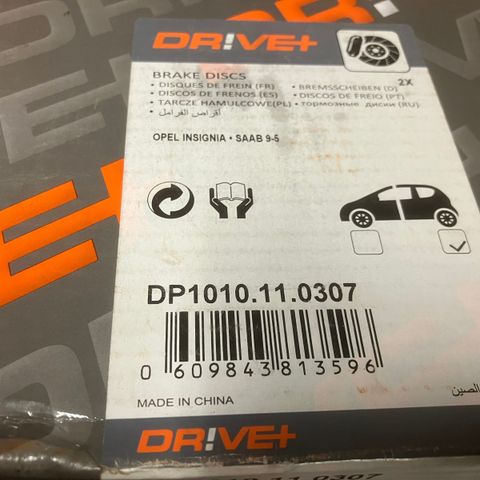 DR!VE+
BRAKE DISCS
2X
• DISQUES DE FREIN (FR) • BREMSSCHEIBEN (D)
• DISCOS DE FRENOS (ES) • DISCOS DE FREIO (PT)
• TARCZE HAMULCOWE(PL) • тормозные диски (RU)
• أقراص الفرامل
OPEL INSIGNIA • SAAB 9-5
DP1010.11.0307
0 609843 813596
MADE IN CHINA
الصين
DR!VE+